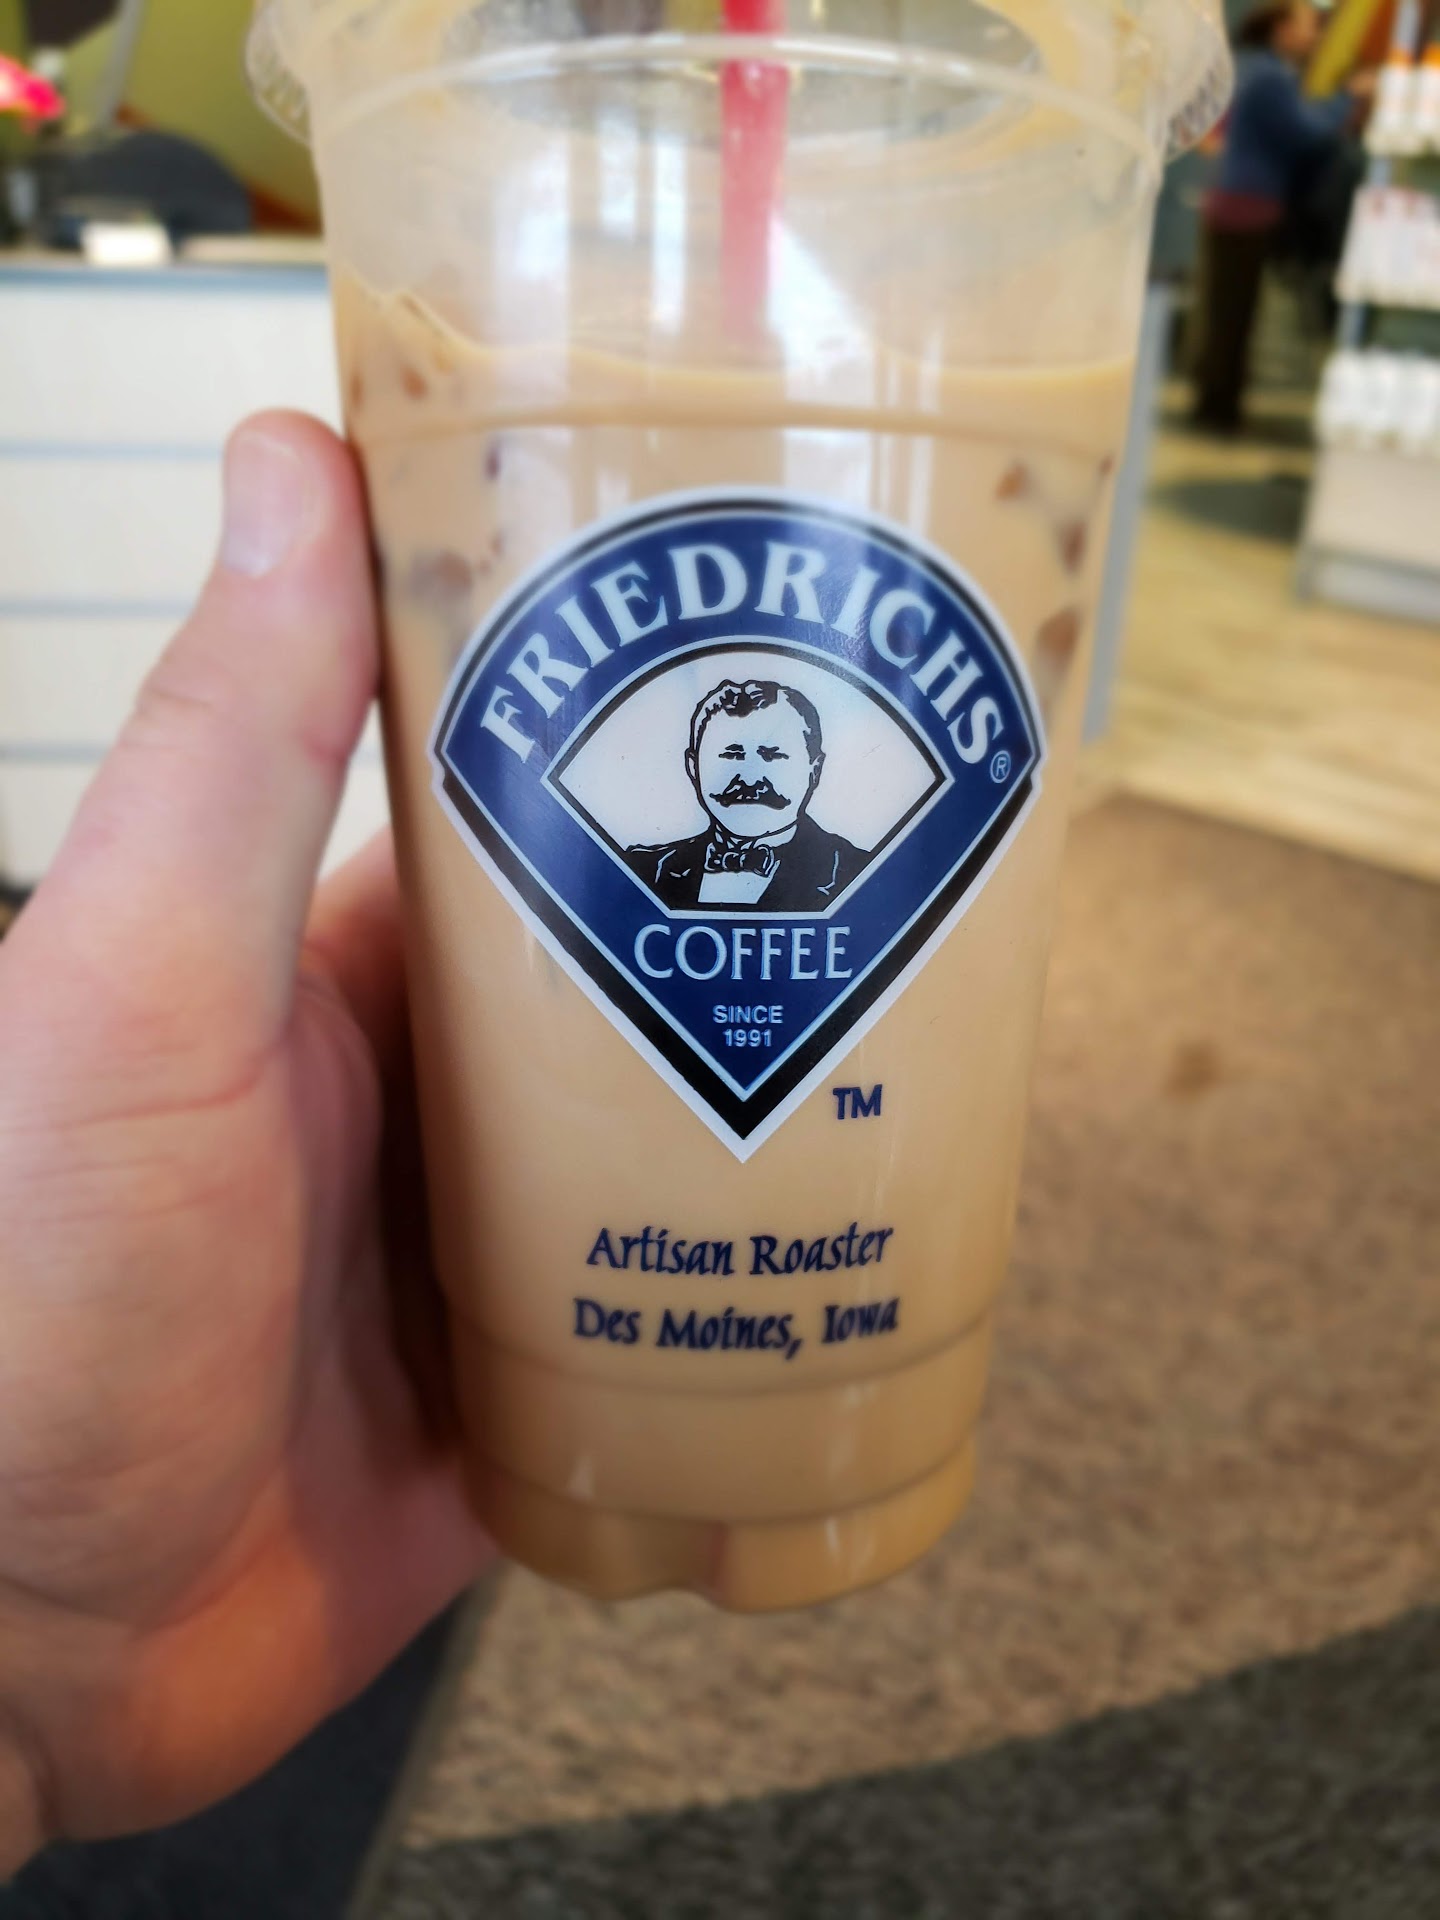 FRIEDRICHS®
COFFEE
SINCE
1991
TM
Artisan Roaster
Des Moines, Iowa